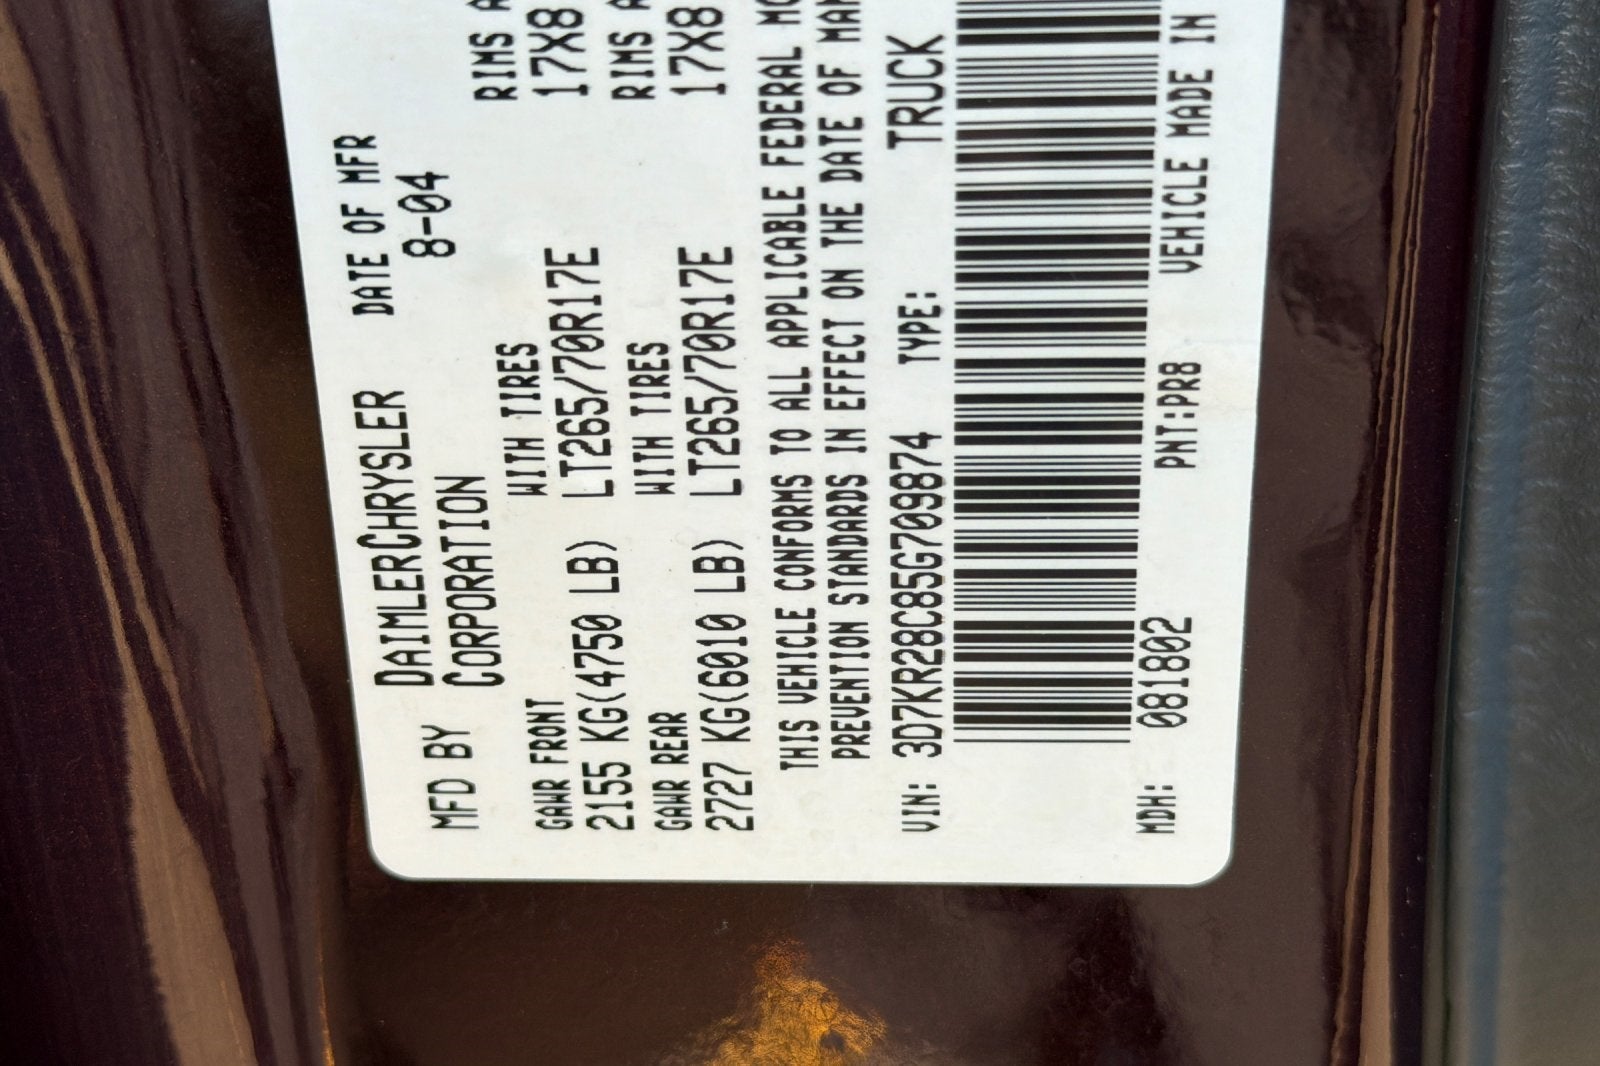 MFD BY DAIMLERCHRYSLER DATE OF MFR
CORPORATION 8-04
GAWR FRONT WITH TIRES RIMS A
2155 KG(4750 LB) LT265/70R17E 17X8
GAWR REAR WITH TIRES RIMS A
2727 KG(6010 LB) LT265/70R17E 17X8
THIS VEHICLE CONFORMS TO ALL APPLICABLE FEDERAL MO
PREVENTION STANDARDS IN EFFECT ON THE DATE OF MAN
VIN: 3D7KR28C85G709874 TYPE: TRUCK
MDH: 081802 PNT:PR8 VEHICLE MADE IN